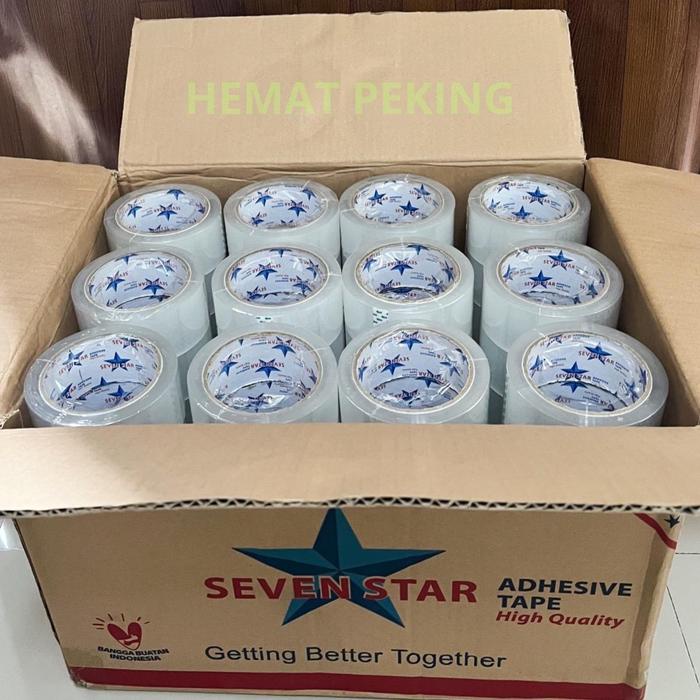 HEMAT PEKING
SEVEN STAR
ADHESIVE
TAPE
High Quality
BANGGA BUATAN
INDONESIA
Getting Better Together